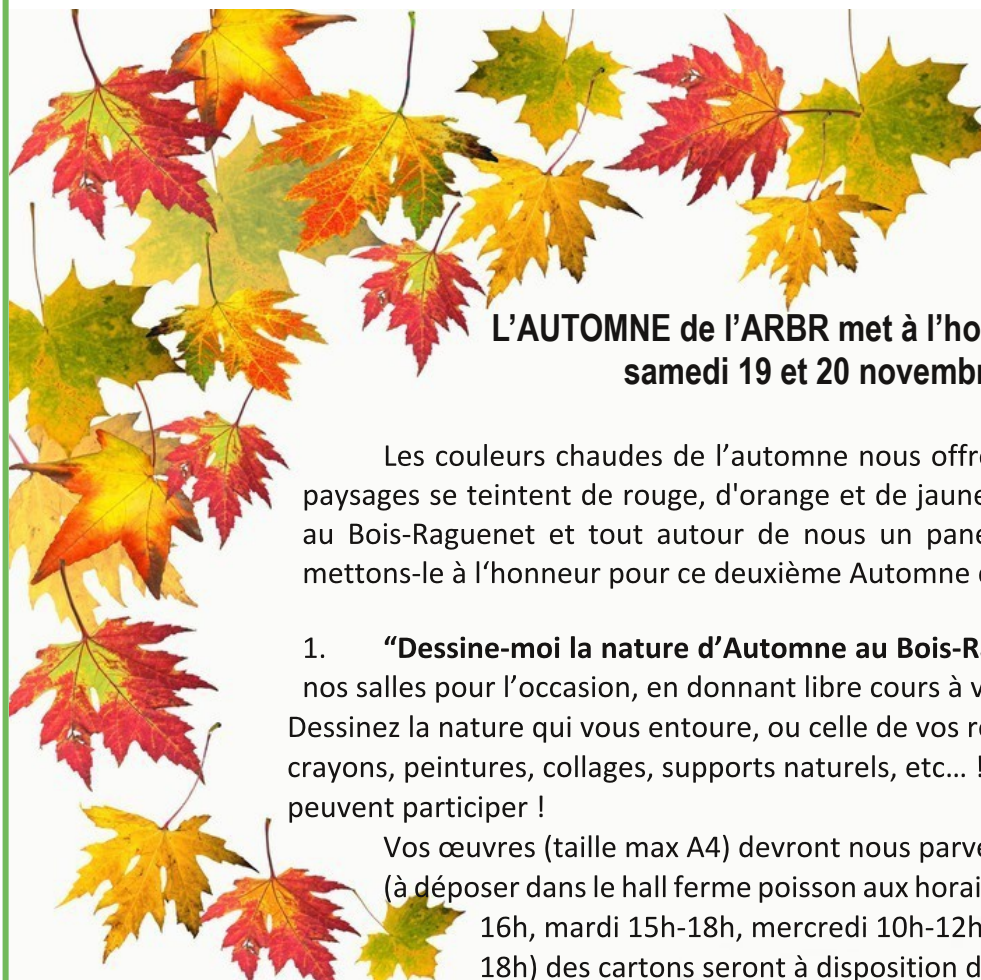 L’AUTOMNE de l’ARBR met à l’ho
samedi 19 et 20 novembr
Les couleurs chaudes de l’automne nous offre
paysages se teintent de rouge, d'orange et de jaune
au Bois-Raguenet et tout autour de nous un pane
mettons-le à l‘honneur pour ce deuxième Automne
1. “Dessine-moi la nature d’Automne au Bois-Ra
nos salles pour l’occasion, en donnant libre cours à v
Dessinez la nature qui vous entoure, ou celle de vos re
crayons, peintures, collages, supports naturels, etc… !
peuvent participer !
Vos œuvres (taille max A4) devront nous parve
(à déposer dans le hall ferme poisson aux horai
16h, mardi 15h-18h, mercredi 10h-12h
18h) des cartons seront à disposition d